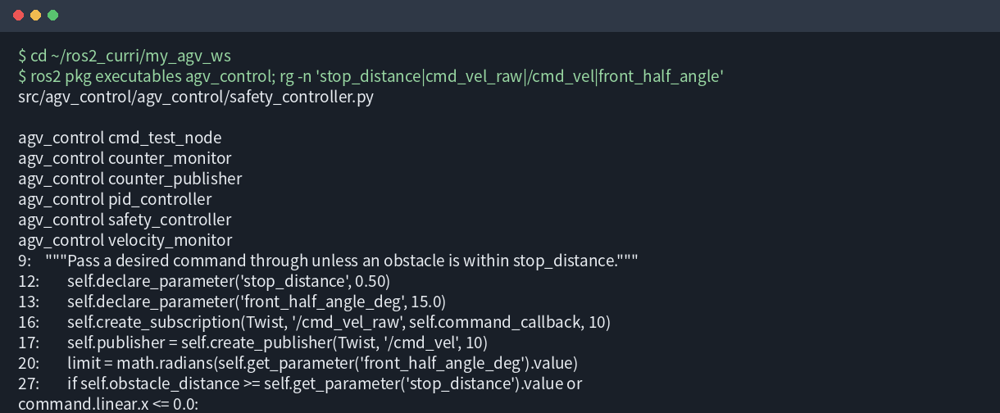 $ cd ~/ros2_curri/my_agv_ws
$ ros2 pkg executables agv_control; rg -n 'stop_distance|cmd_vel_raw|/cmd_vel|front_half_angle'
src/agv_control/agv_control/safety_controller.py
agv_control cmd_test_node
agv_control counter_monitor
agv_control counter_publisher
agv_control pid_controller
agv_control safety_controller
agv_control velocity_monitor
9:    """Pass a desired command through unless an obstacle is within stop_distance."""
12:        self.declare_parameter('stop_distance', 0.50)
13:        self.declare_parameter('front_half_angle_deg', 15.0)
16:        self.create_subscription(Twist, '/cmd_vel_raw', self.command_callback, 10)
17:        self.publisher = self.create_publisher(Twist, '/cmd_vel', 10)
20:        limit = math.radians(self.get_parameter('front_half_angle_deg').value)
27:        if self.obstacle_distance >= self.get_parameter('stop_distance').value or
command.linear.x <= 0.0: